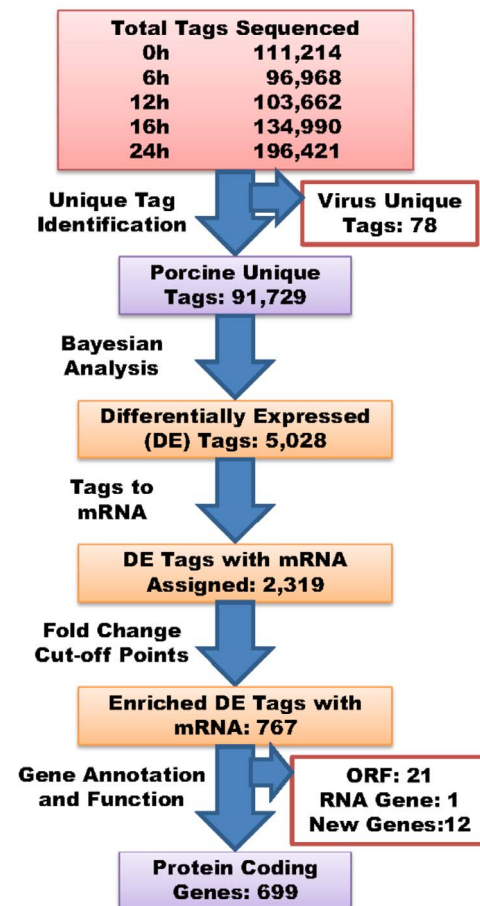 Total Tags Sequenced
0h 111,214
6h 96,968
12h 103,662
16h 134,990
24h 196,421
Unique Tag
Identification
Virus Unique
Tags: 78
Porcine Unique
Tags: 91,729
Bayesian
Analysis
Differentially Expressed
(DE) Tags: 5,028
Tags to
mRNA
DE Tags with mRNA
Assigned: 2,319
Fold Change
Cut-off Points
Enriched DE Tags with
mRNA: 767
Gene Annotation
and Function
ORF: 21
RNA Gene: 1
New Genes:12
Protein Coding
Genes: 699